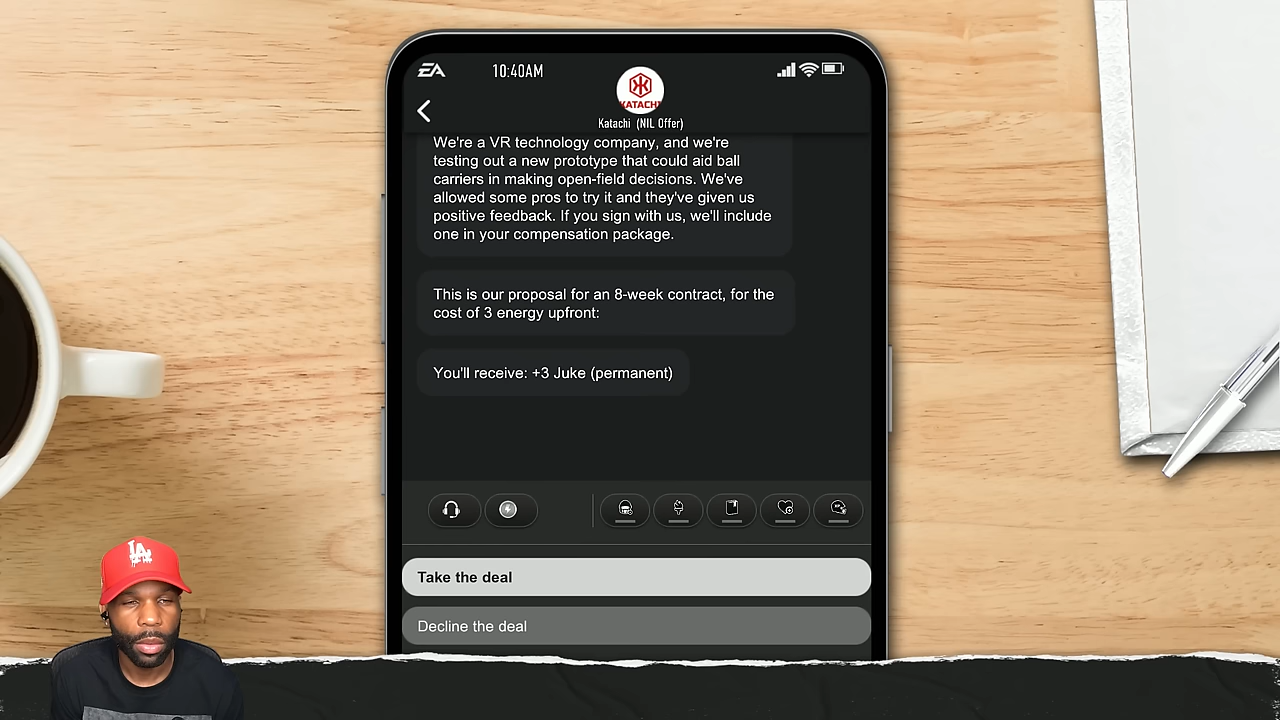 EA
10:40AM
KATACHI
Katachi (NIL Offer)
We're a VR technology company, and we're
testing out a new prototype that could aid ball
carriers in making open-field decisions. We've
allowed some pros to try it and they've given us
positive feedback. If you sign with us, we'll include
one in your compensation package.
This is our proposal for an 8-week contract, for the
cost of 3 energy upfront:
You'll receive: +3 Juke (permanent)
Take the deal
Decline the deal
LA